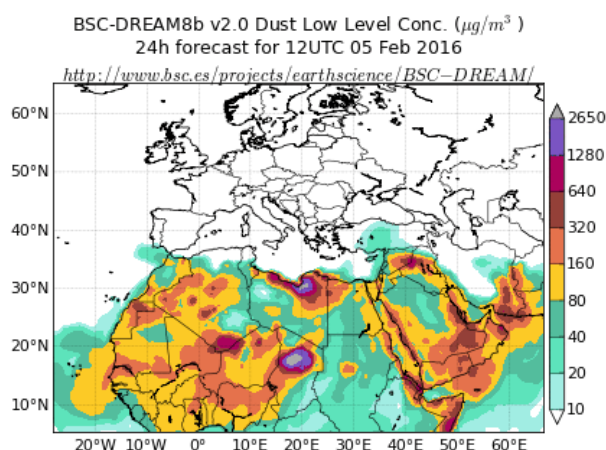 BSC-DREAM8b v2.0 Dust Low Level Conc. (μg/m³ )
24h forecast for 12UTC 05 Feb 2016
http://www.bsc.es/projects/earthscience/BSC−DREAM/
60°N
50°N
40°N
30°N
20°N
10°N
20°W
10°W
0°
10°E
20°E
30°E
40°E
50°E
60°E
2650
1280
640
320
160
80
40
20
10